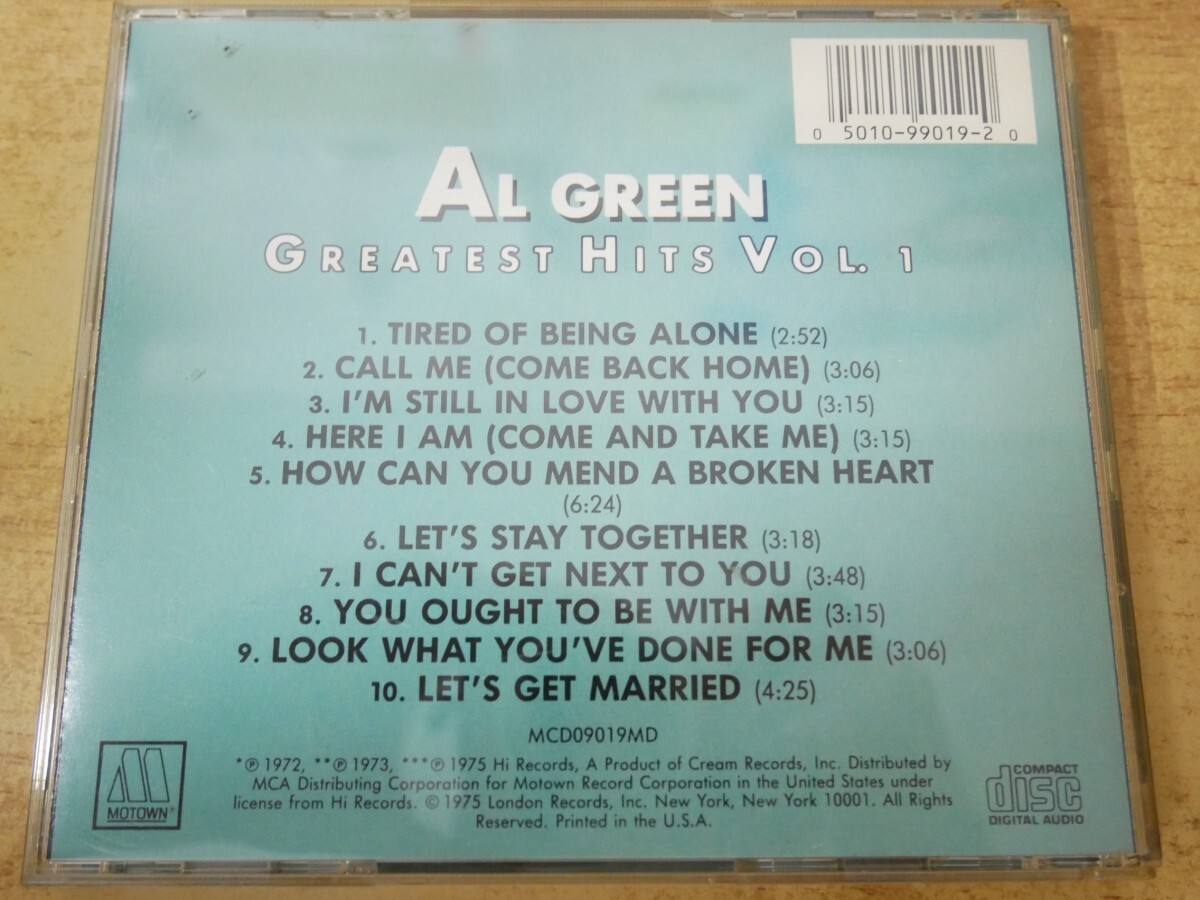 0 5010-99019-2 0
AL GREEN
GREATEST HITS VOL. 1
1. TIRED OF BEING ALONE (2:52)
2. CALL ME (COME BACK HOME) (3:06)
3. I'M STILL IN LOVE WITH YOU (3:15)
4. HERE I AM (COME AND TAKE ME) (3:15)
5. HOW CAN YOU MEND A BROKEN HEART
(6:24)
6. LET'S STAY TOGETHER (3:18)
7. I CAN'T GET NEXT TO YOU (3:48)
8. YOU OUGHT TO BE WITH ME (3:15)
9. LOOK WHAT YOU'VE DONE FOR ME (3:06)
10. LET'S GET MARRIED (4:25)
MCD09019MD
*℗ 1972, **℗ 1973, ***℗ 1975 Hi Records, A Product of Cream Records, Inc. Distributed by
MCA Distributing Corporation for Motown Record Corporation in the United States under
license from Hi Records. © 1975 London Records, Inc. New York, New York 10001. All Rights
Reserved. Printed in the U.S.A.
M
MOTOWN®
COMPACT
disc
DIGITAL AUDIO